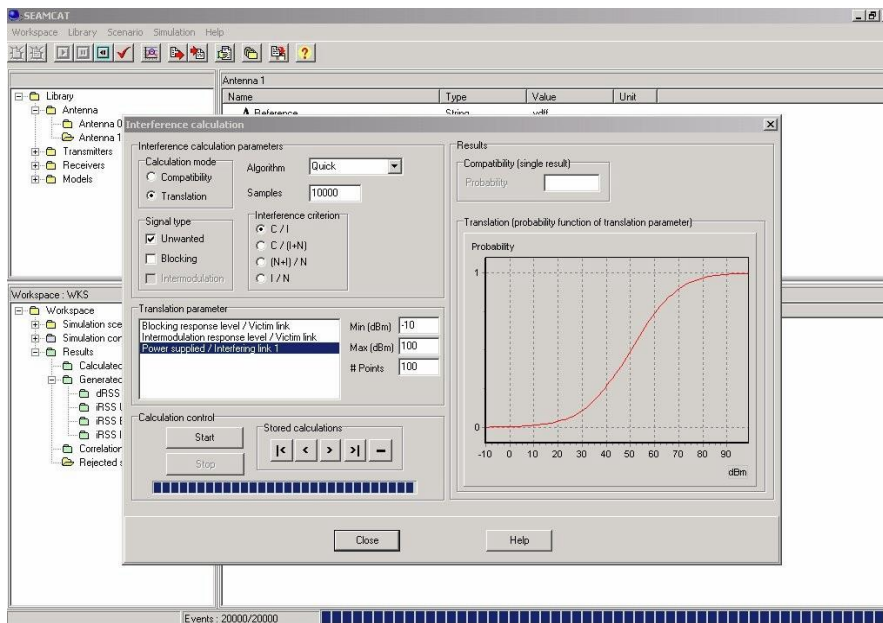 SEAMCAT
Workspace Library Scenario Simulation Help
Antenna 1
Library
Antenna
Antenna 0
Antenna 1
Transmitters
Receivers
Models
Name Type Value Unit
Reference String
Interference calculation
Interference calculation parameters
Calculation mode
Compatibility
Translation
Algorithm Quick
Samples 10000
Signal type
Unwanted
Blocking
Intermodulation
Interference criterion
C / I
C / (I+N)
(N+I) / N
I / N
Translation parameter
Blocking response level / Victim link
Intermodulation response level / Victim link
Power supplied / Interfering link 1
Min (dBm) -10
Max (dBm) 100
# Points 100
Calculation control
Start
Stop
Stored calculations
|< < > >| –
Results
Compatibility (single result)
Probability
Translation (probability function of translation parameter)
Probability
1
0
-10 0 10 20 30 40 50 60 70 80 90
dBm
Close
Help
Workspace : WKS
Workspace
Simulation sce
Simulation con
Results
Calculated
Generated
dRSS
iRSS U
iRSS B
iRSS I
Correlation
Rejected s
Events : 20000/20000